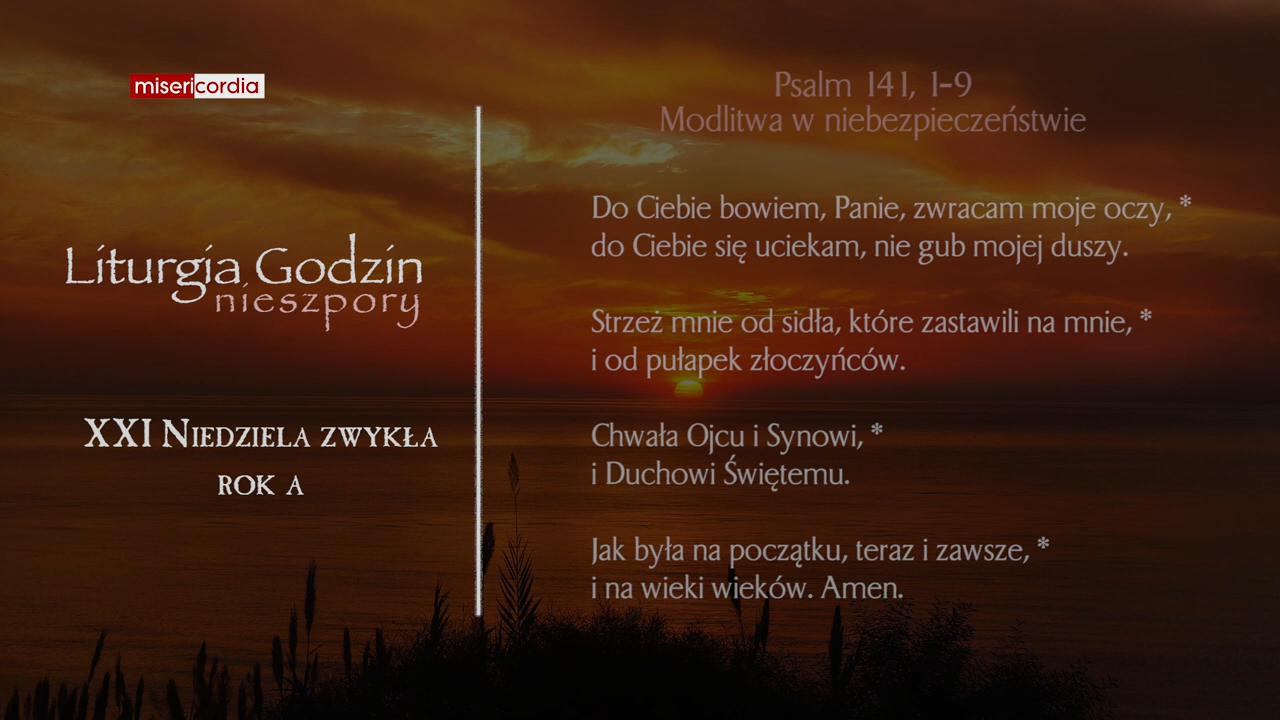 misericordia
Liturgia Godzin
nieszpory
XXI Niedziela zwykła
rok A
Psalm 141, 1-9
Modlitwa w niebezpieczeństwie
Do Ciebie bowiem, Panie, zwracam moje oczy, *
do Ciebie się uciekam, nie gub mojej duszy.
Strzeż mnie od sidła, które zastawili na mnie, *
i od pułapek złoczyńców.
Chwała Ojcu i Synowi, *
i Duchowi Świętemu.
Jak była na początku, teraz i zawsze, *
i na wieki wieków. Amen.